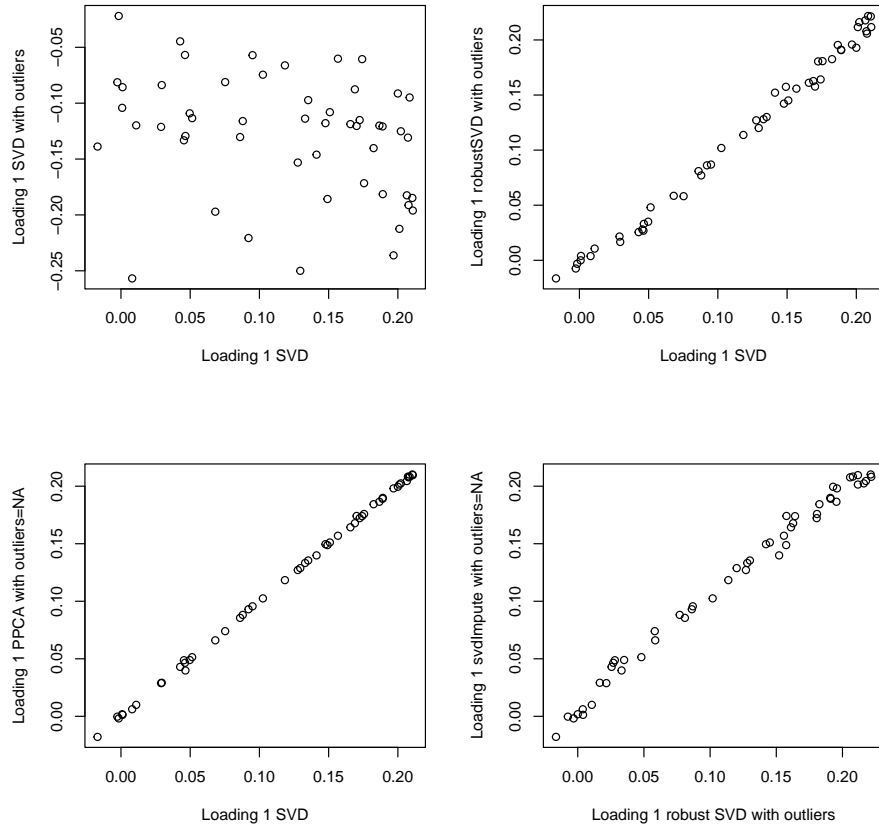 Loading 1 SVD with outliers
−0.05
−0.10
−0.15
−0.20
−0.25
0.00 0.05 0.10 0.15 0.20
Loading 1 SVD
Loading 1 robustSVD with outliers
0.20
0.15
0.10
0.05
0.00
0.00 0.05 0.10 0.15 0.20
Loading 1 SVD
Loading 1 PPCA with outliers=NA
0.20
0.15
0.10
0.05
0.00
0.00 0.05 0.10 0.15 0.20
Loading 1 SVD
Loading 1 svdImpute with outliers=NA
0.20
0.15
0.10
0.05
0.00
0.00 0.05 0.10 0.15 0.20
Loading 1 robust SVD with outliers